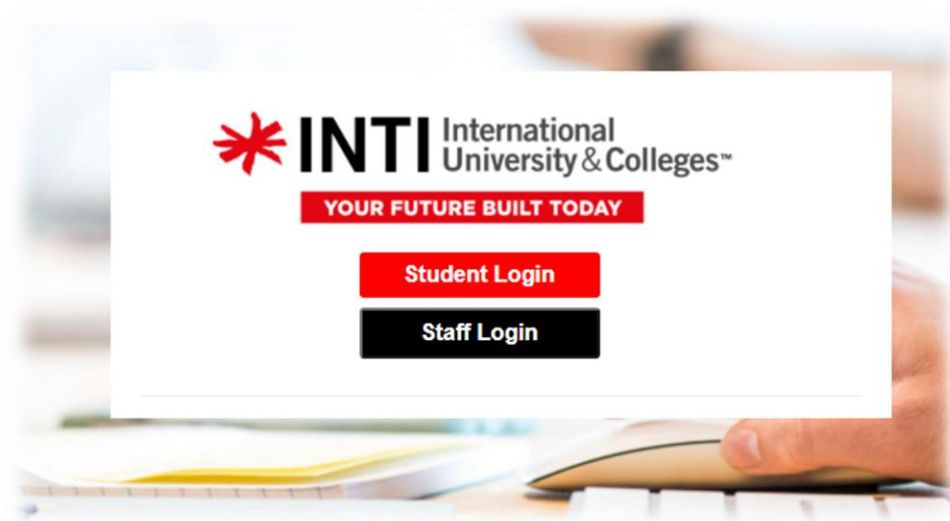 INTI International
University & Colleges™
YOUR FUTURE BUILT TODAY
Student Login
Staff Login